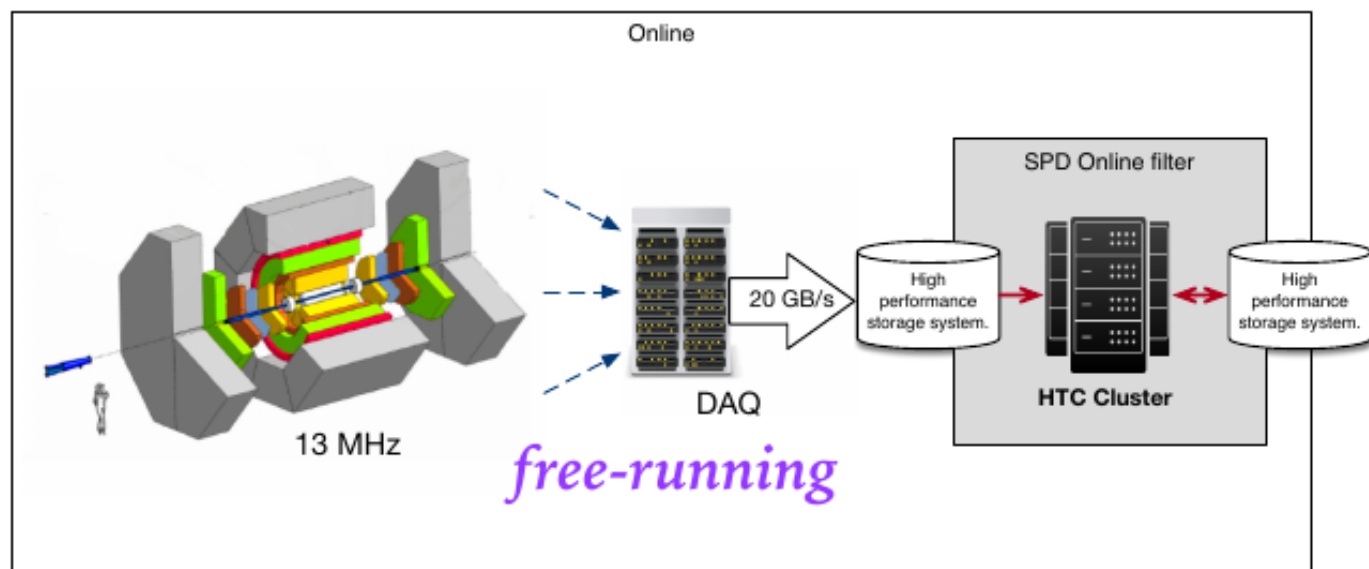 Online
SPD Online filter
20 GB/s
High
performance
storage system.
High
performance
storage system.
HTC Cluster
DAQ
13 MHz
free-running